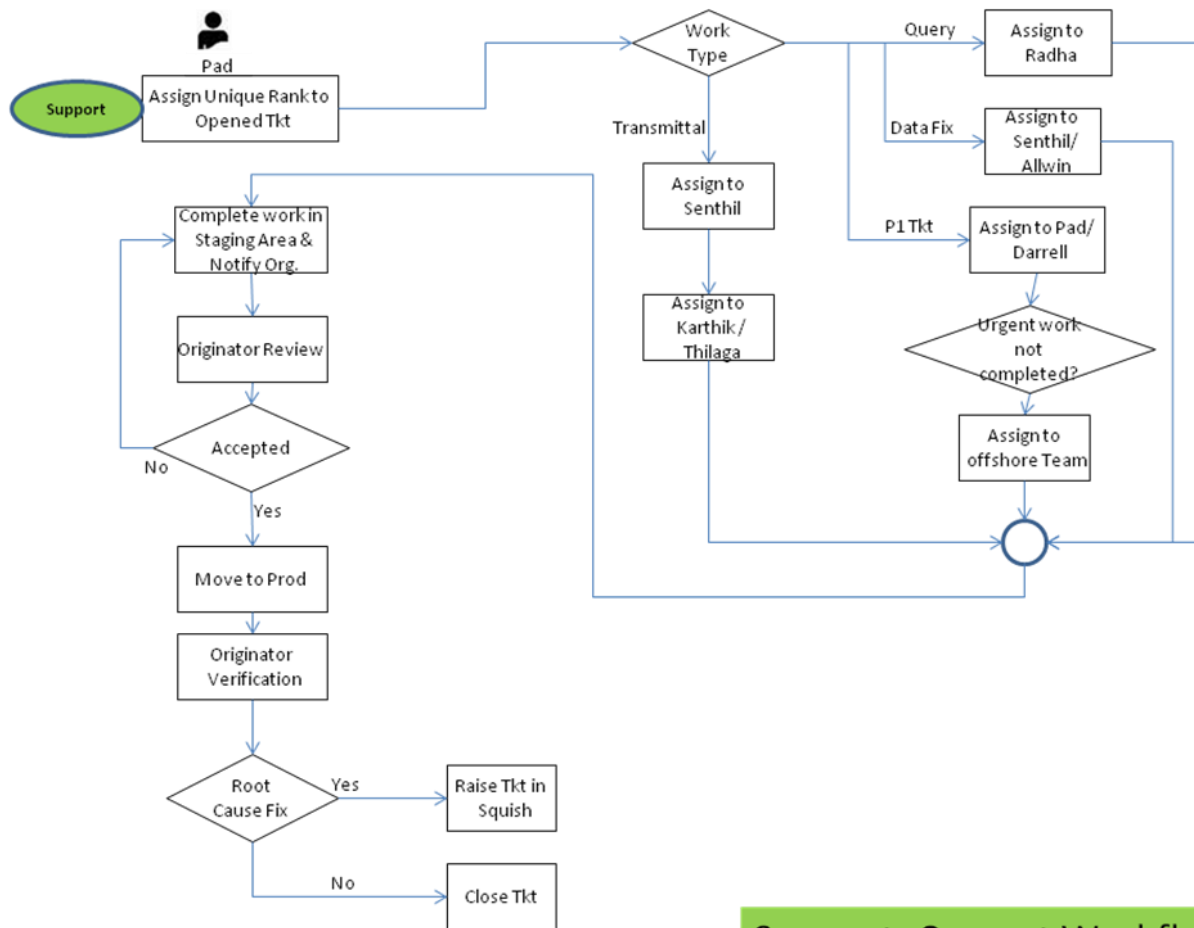 Pad
Support
Assign Unique Rank to
Opened Tkt
Work
Type
Query
Assign to
Radha
Transmittal
Data Fix
Assign to
Senthil/
Allwin
Assign to
Senthil
P1 Tkt
Assign to Pad/
Darrell
Assign to
Karthik /
Thilaga
Urgent work
not
completed?
Assign to
offshore Team
Complete work in
Staging Area &
Notify Org.
Originator Review
Accepted
No
Yes
Move to Prod
Originator
Verification
Root
Cause Fix
Yes
Raise Tkt in
Squish
No
Close Tkt